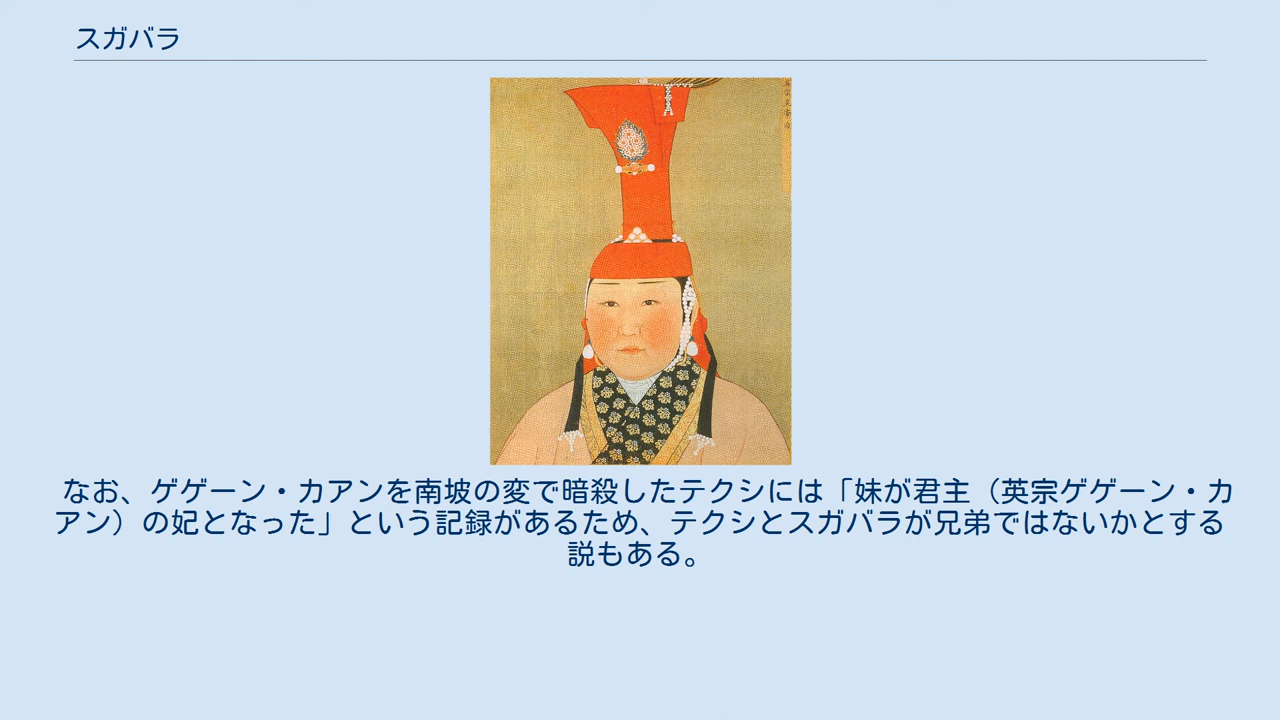 スガバラ
なお、ゲゲーン・カアンを南坡の変で暗殺したテクシには「妹が君主（英宗ゲゲーン・カ
アン）の妃となった」という記録があるため、テクシとスガバラが兄弟ではないかとする
説もある。